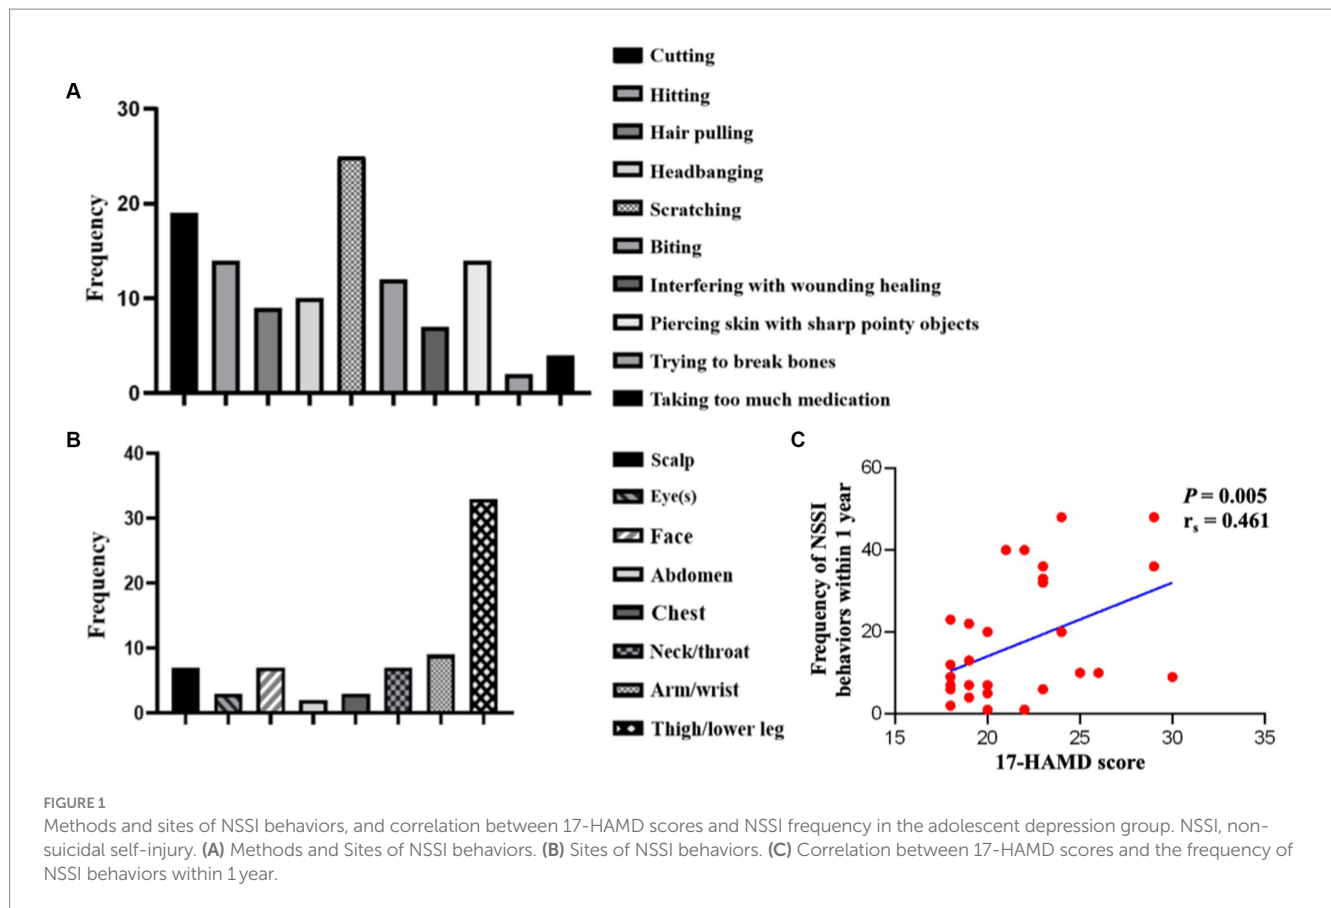 A
30
20
10
0
Frequency
Cutting
Hitting
Hair pulling
Headbanging
Scratching
Biting
Interfering with wounding healing
Piercing skin with sharp pointy objects
Trying to break bones
Taking too much medication
B
40
30
20
10
0
Frequency
Scalp
Eye(s)
Face
Abdomen
Chest
Neck/throat
Arm/wrist
Thigh/lower leg
C
60
40
20
0
Frequency of NSSI
behaviors within 1 year
P = 0.005
rs = 0.461
15 20 25 30 35
17-HAMD score
FIGURE 1
Methods and sites of NSSI behaviors, and correlation between 17-HAMD scores and NSSI frequency in the adolescent depression group. NSSI, non-
suicidal self-injury. (A) Methods and Sites of NSSI behaviors. (B) Sites of NSSI behaviors. (C) Correlation between 17-HAMD scores and the frequency of
NSSI behaviors within 1 year.